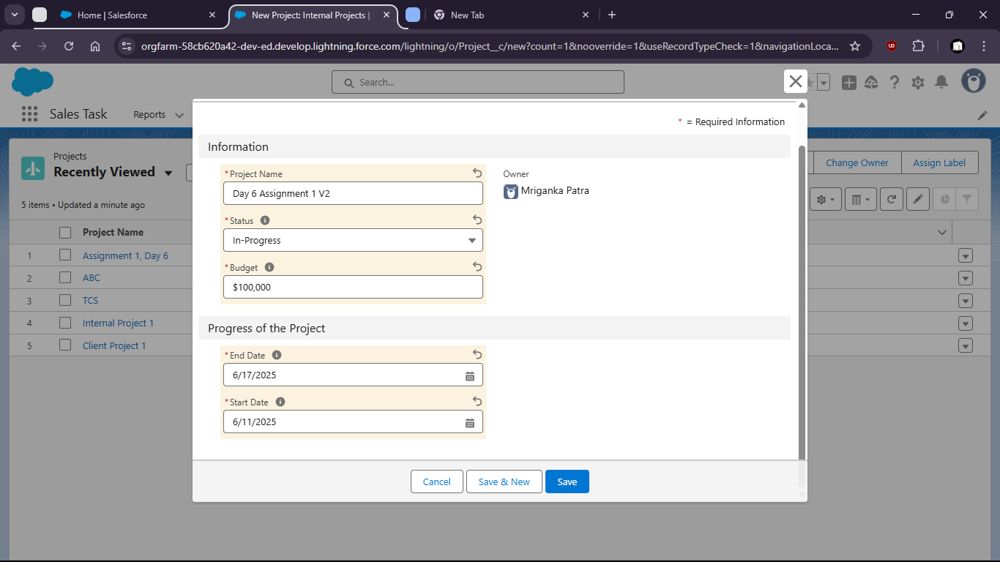 Home | Salesforce
New Project: Internal Projects |
New Tab
orgfarm-58cb620a42-dev-ed.develop.lightning.force.com/lightning/o/Project__c/new?count=1&nooverride=1&useRecordTypeCheck=1&navigationLoca...
Search...
Sales Task
Reports
* = Required Information
Information
Projects
Recently Viewed
Change Owner
Assign Label
5 items • Updated a minute ago
Project Name
1 Assignment 1, Day 6
2 ABC
3 TCS
4 Internal Project 1
5 Client Project 1
*Project Name
Day 6 Assignment 1 V2
Owner
Mriganka Patra
*Status
In-Progress
*Budget
$100,000
Progress of the Project
*End Date
6/17/2025
*Start Date
6/11/2025
Cancel
Save & New
Save